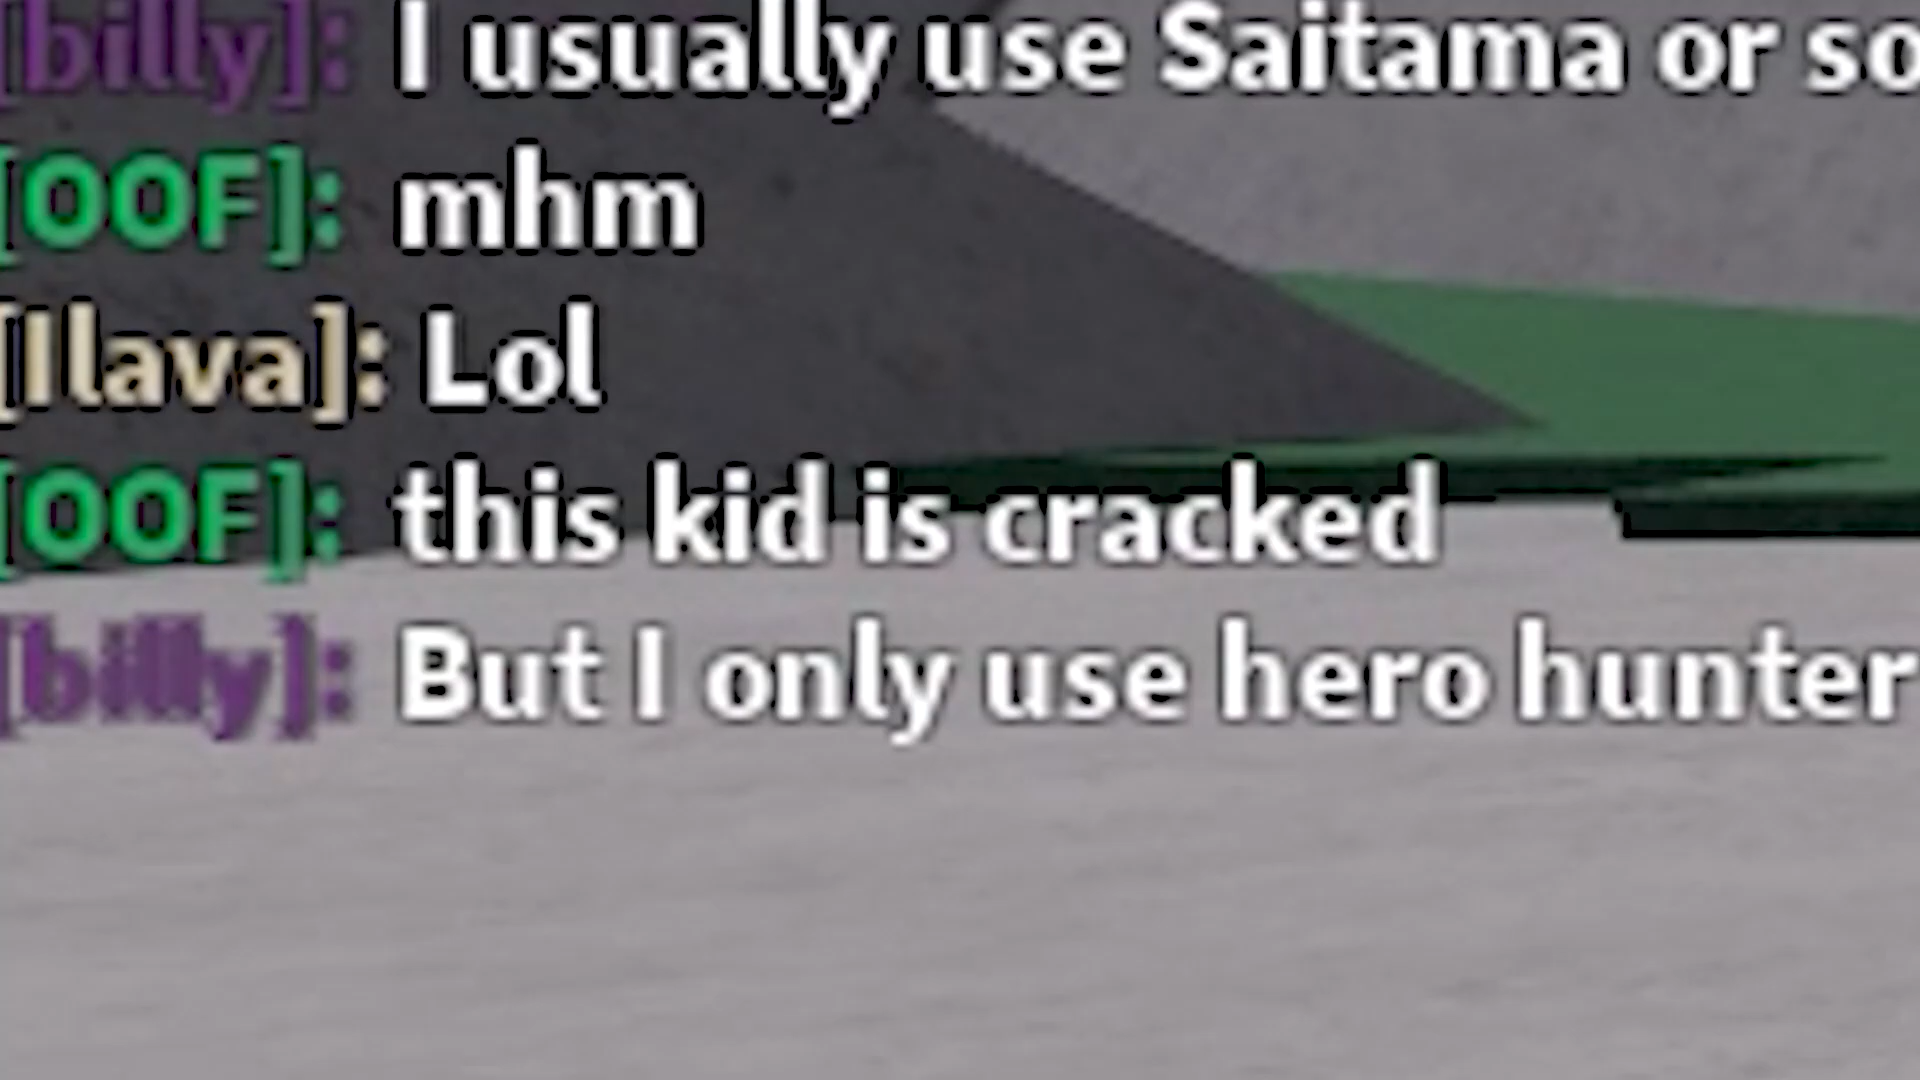 [billy]: I usually use Saitama or so
[OOF]: mhm
[Ilava]: Lol
[OOF]: this kid is cracked
[billy]: But I only use hero hunter